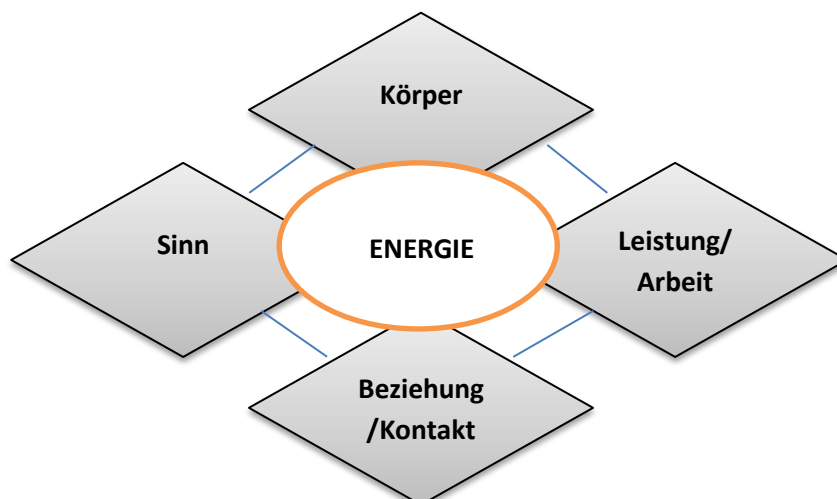 Körper
Sinn
ENERGIE
Leistung/
Arbeit
Beziehung
/Kontakt